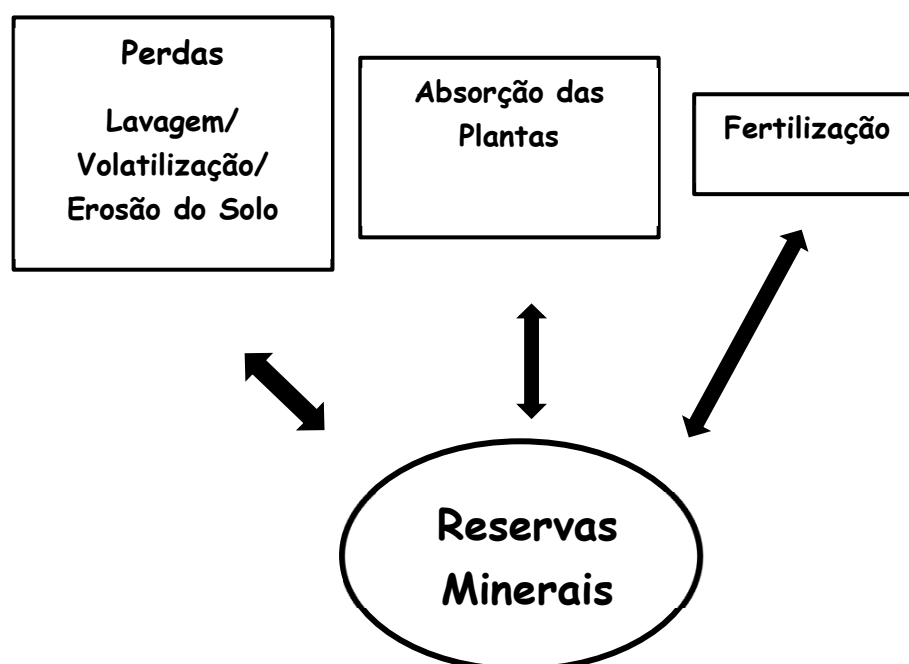 Perdas
Lavagem/
Volatilização/
Erosão do Solo
Absorção das
Plantas
Fertilização
Reservas
Minerais